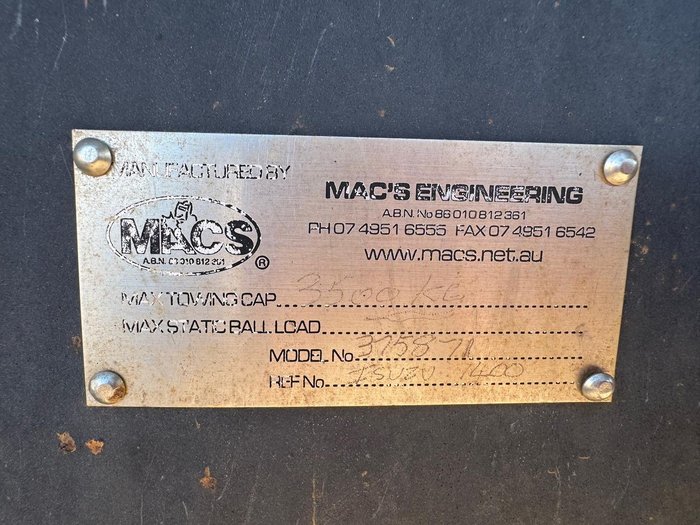 MANUFACTURED BY
MAC'S ENGINEERING
A.B.N. No 86 010 812 361
PH 07 4951 6555 FAX 07 4951 6542
www.macs.net.au
MACS
A.B.N. 86 010 812 361
®
MAX TOWING CAP. 3500 KG
MAX STATIC BALL LOAD
MODEL No.
REF No. ISUZU 1400